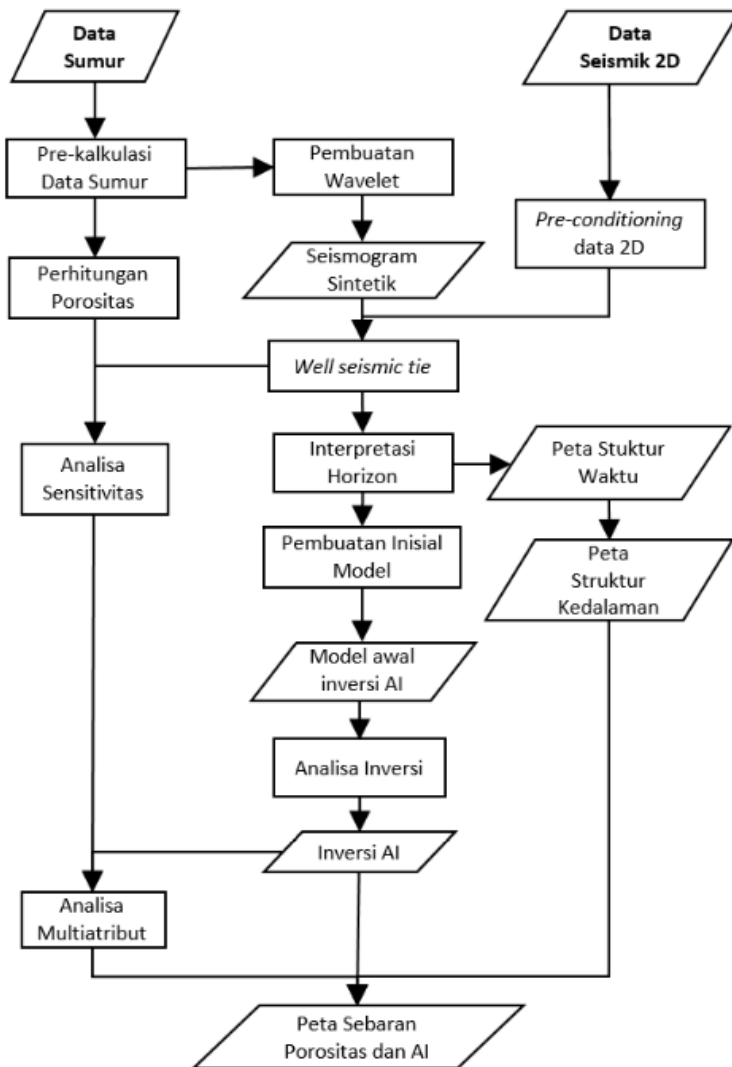 Data
Sumur
Data
Seismik 2D
Pre-kalkulasi
Data Sumur
Pembuatan
Wavelet
Pre-conditioning
data 2D
Perhitungan
Porositas
Seismogram
Sintetik
Well seismic tie
Analisa
Sensitivitas
Interpretasi
Horizon
Peta Stuktur
Waktu
Pembuatan Inisial
Model
Peta
Struktur
Kedalaman
Model awal
inversi AI
Analisa Inversi
Inversi AI
Analisa
Multiatribut
Peta Sebaran
Porositas dan AI